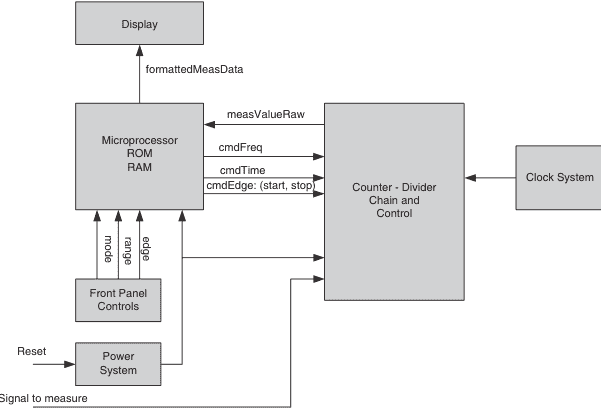 Display
formattedMeasData
measValueRaw
Microprocessor
ROM
RAM
cmdFreq
cmdTime
cmdEdge: (start, stop)
Counter - Divider
Chain and
Control
Clock System
mode
range
edge
Front Panel
Controls
Reset
Power
System
Signal to measure